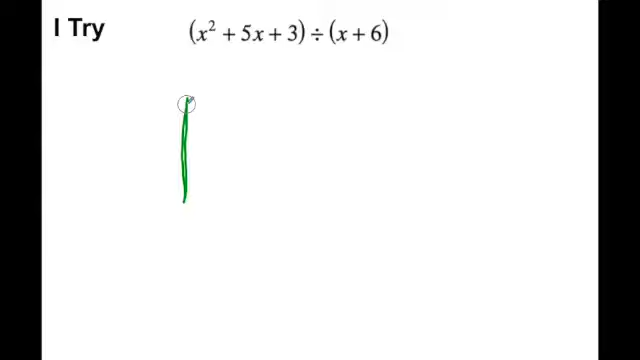 I Try (x² + 5x + 3) ÷ (x + 6)